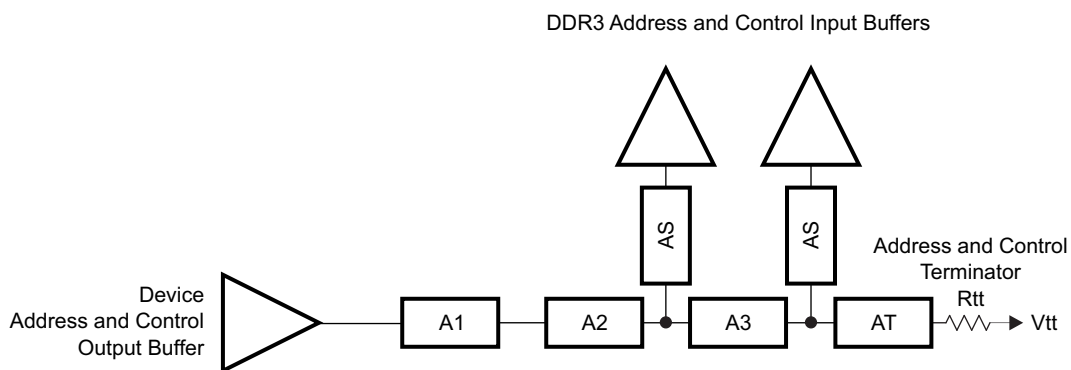 DDR3 Address and Control Input Buffers
AS
AS
Address and Control
Terminator
Rtt
Device
Address and Control
Output Buffer
A1
A2
A3
AT
Vtt